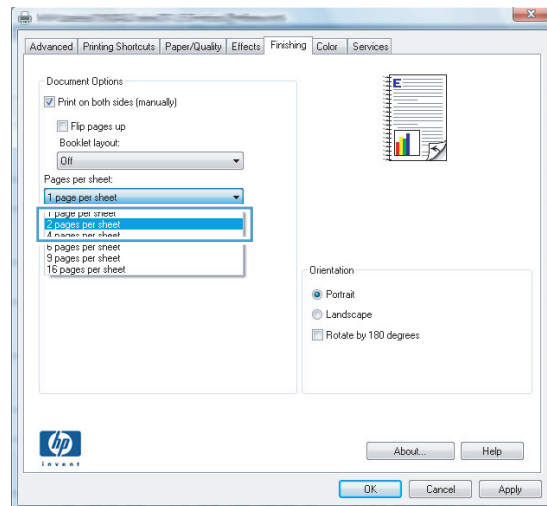 Advanced Printing Shortcuts Paper/Quality Effects Finishing Color Services
Document Options
Print on both sides (manually)
Flip pages up
Booklet layout:
Off
Pages per sheet:
1 page per sheet
1 page per sheet
2 pages per sheet
4 pages per sheet
6 pages per sheet
9 pages per sheet
16 pages per sheet
E
Orientation
Portrait
Landscape
Rotate by 180 degrees
hp
invent
About... Help
OK Cancel Apply